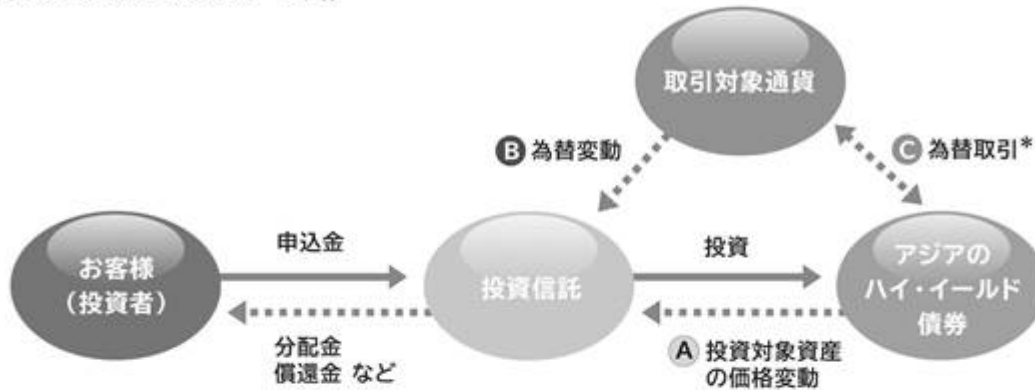 取引対象通貨
B 為替変動
C 為替取引*
お客様
(投資者)
申込金
投資信託
投資
アジアの
ハイ・イールド
債券
分配金
償還金 など
A 投資対象資産
の価格変動